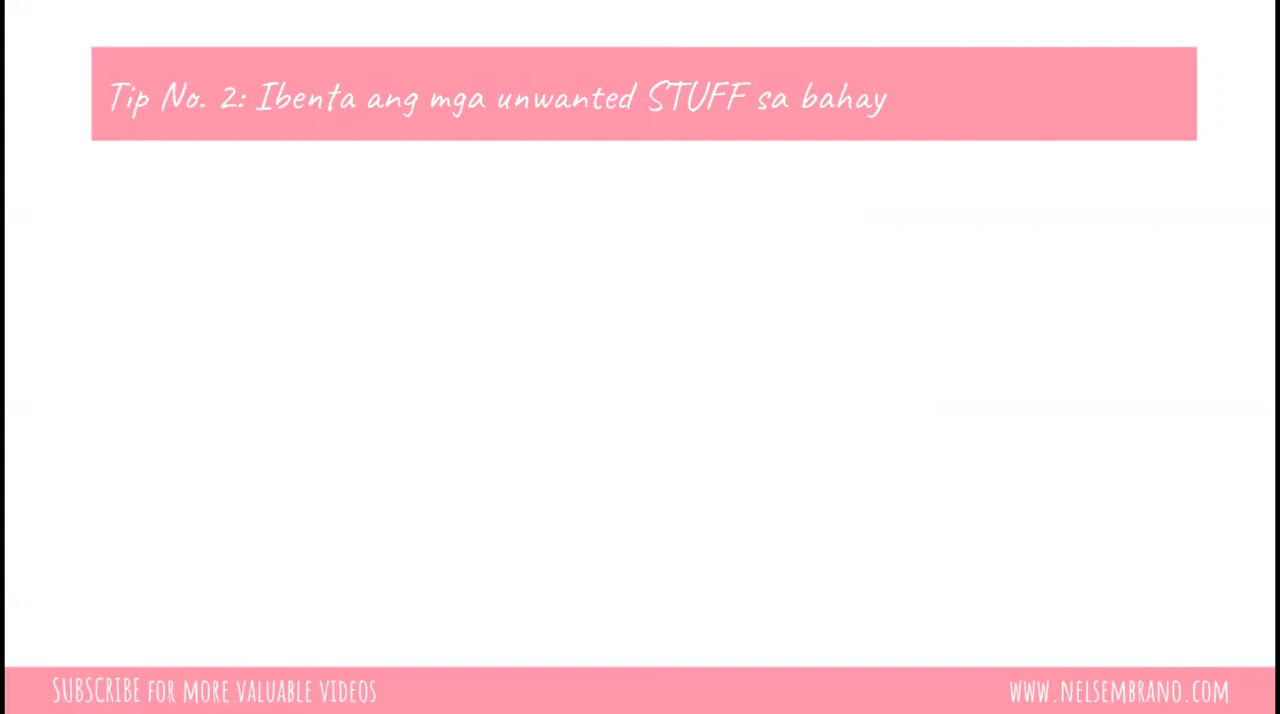 Tip No. 2: Ibenta ang mga unwanted STUFF sa bahay
SUBSCRIBE FOR MORE VALUABLE VIDEOS
WWW.NELSEMBRANO.COM